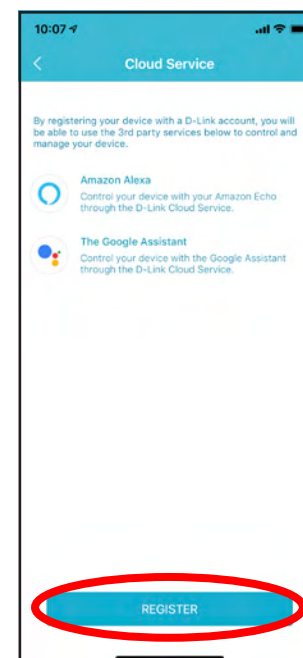 10:07
Cloud Service
By registering your device with a D-Link account, you will
be able to use the 3rd party services below to control and
manage your device.
Amazon Alexa
Control your device with your Amazon Echo
through the D-Link Cloud Service.
The Google Assistant
Control your device with the Google Assistant
through the D-Link Cloud Service.
REGISTER